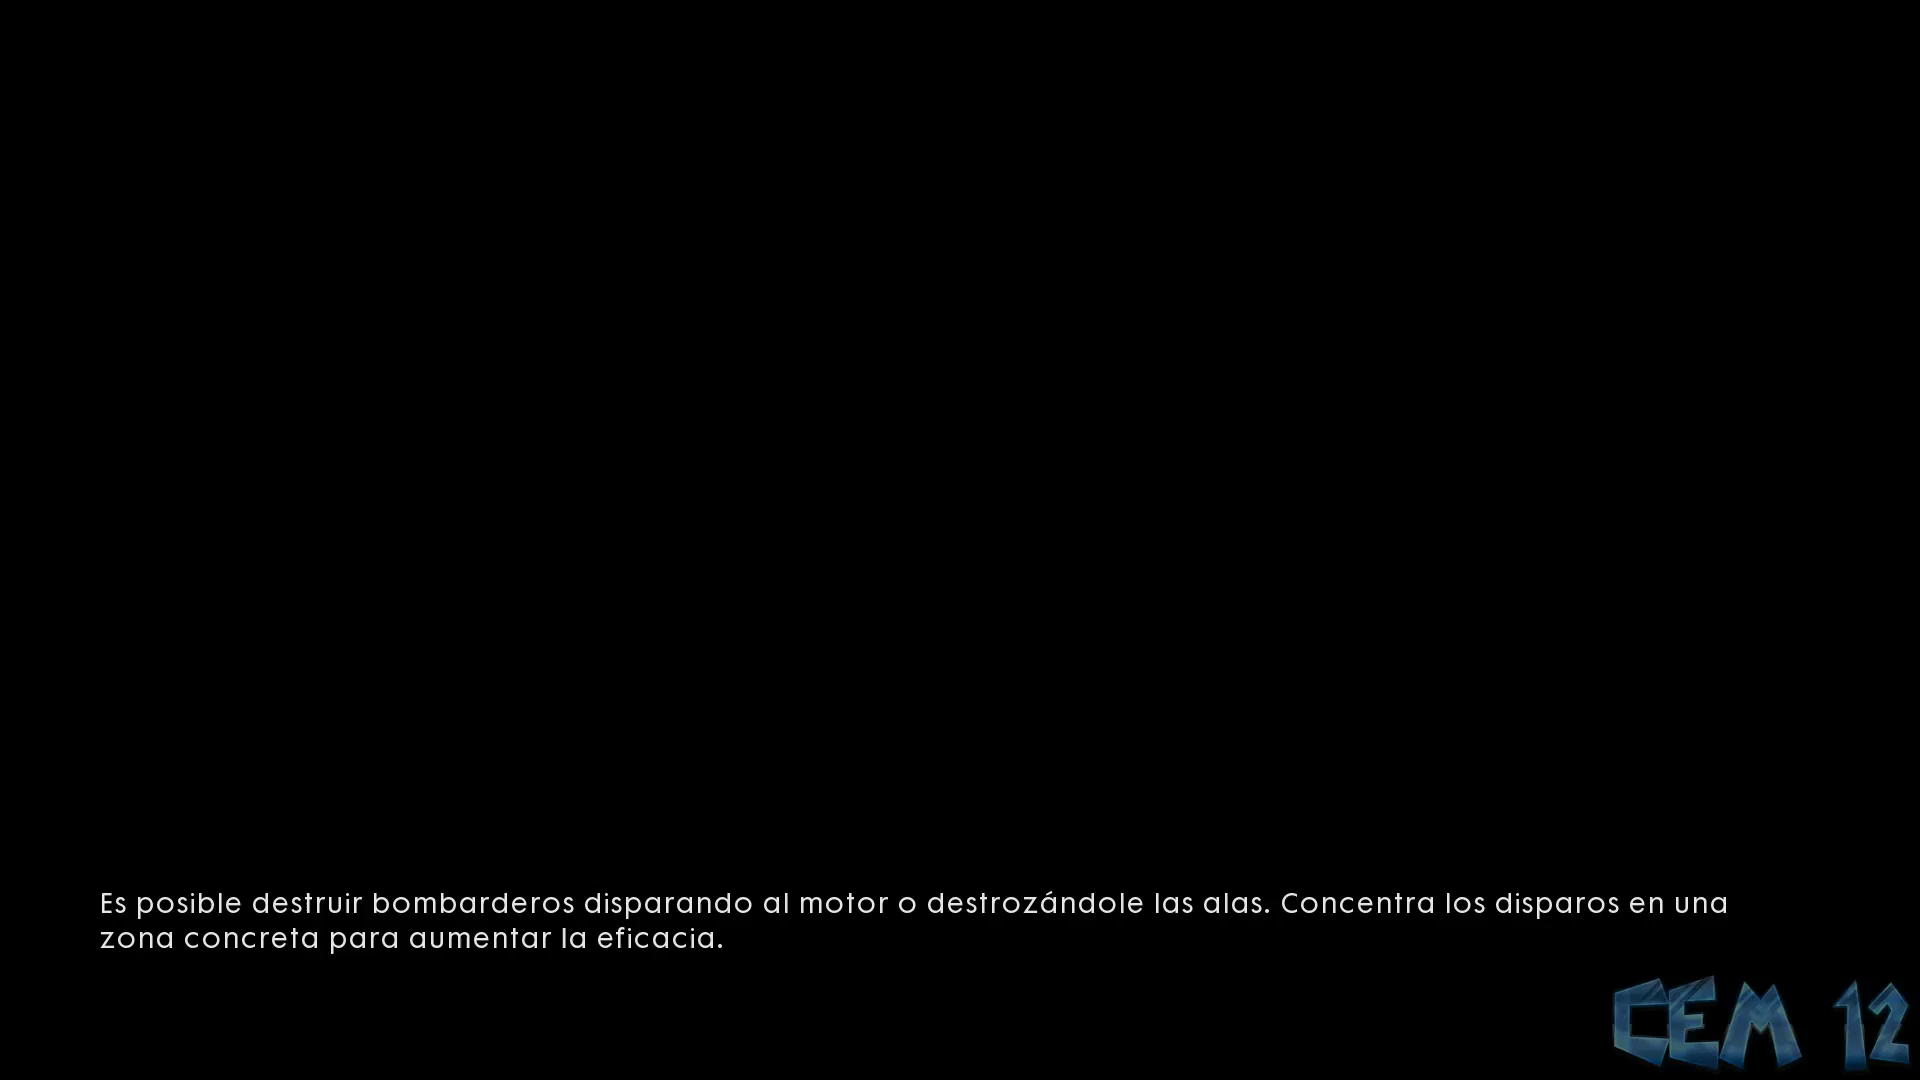 Es posible destruir bombarderos disparando al motor o destrozándole las alas. Concentra los disparos en una
zona concreta para aumentar la eficacia.
CEM 12